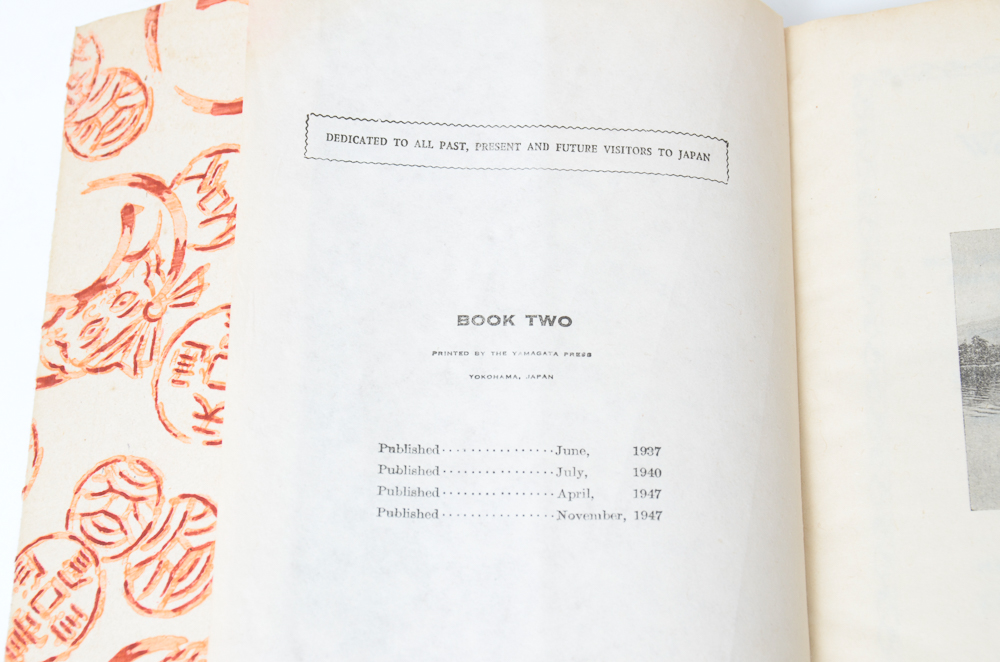 DEDICATED TO ALL PAST, PRESENT AND FUTURE VISITORS TO JAPAN
BOOK TWO
PRINTED BY THE YAMAGATA PRESS
YOKOHAMA, JAPAN
Published················June, 1937
Published················July, 1940
Published················April, 1947
Published················November, 1947